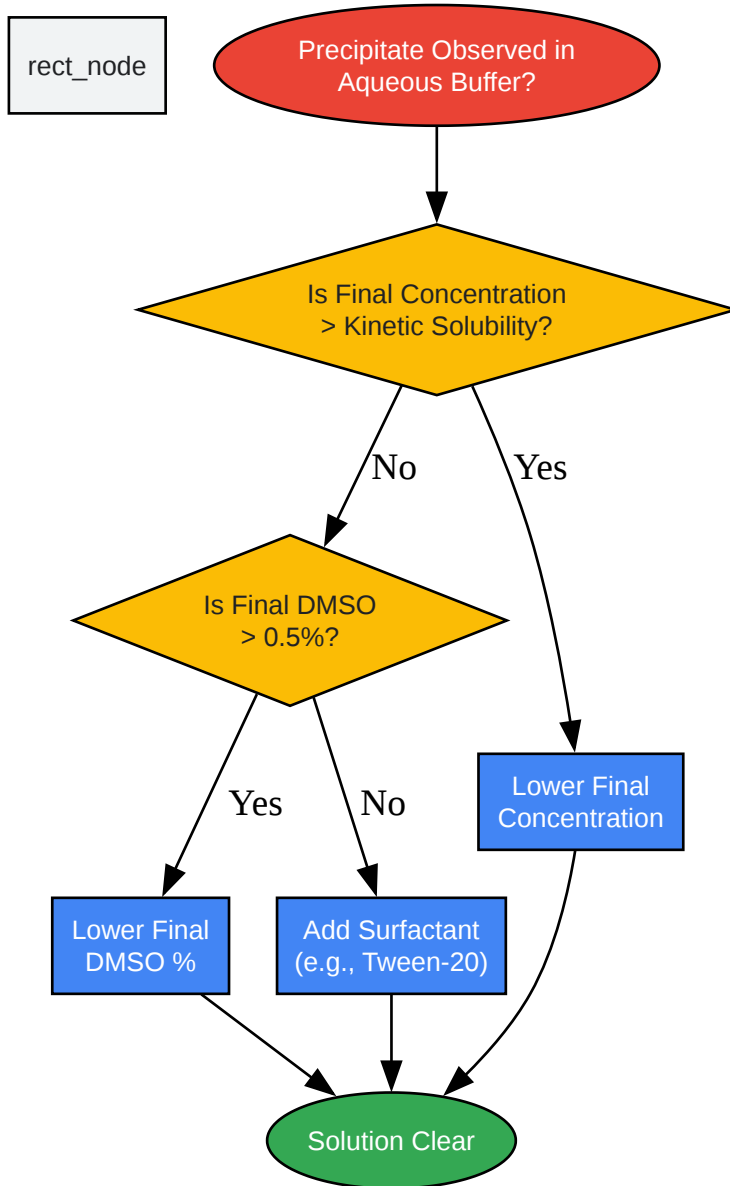 rect_node
Precipitate Observed in
Aqueous Buffer?
Is Final Concentration
> Kinetic Solubility?
No
Yes
Is Final DMSO
> 0.5%?
Yes
No
Lower Final
Concentration
Lower Final
DMSO %
Add Surfactant
(e.g., Tween-20)
Solution Clear